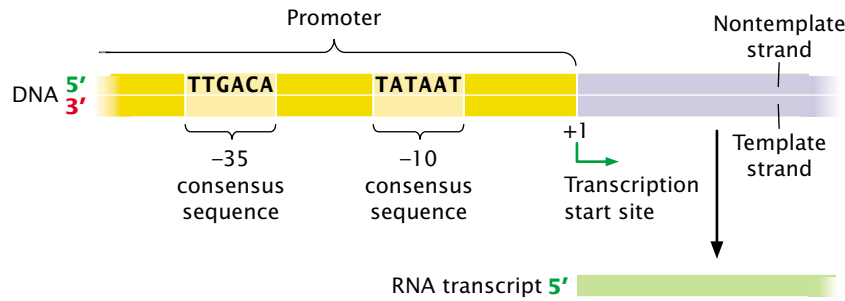 Promoter
Nontemplate
strand
DNA 5′
3′
TTGACA
TATAAT
–35
consensus
sequence
–10
consensus
sequence
+1
Transcription
start site
Template
strand
RNA transcript 5′